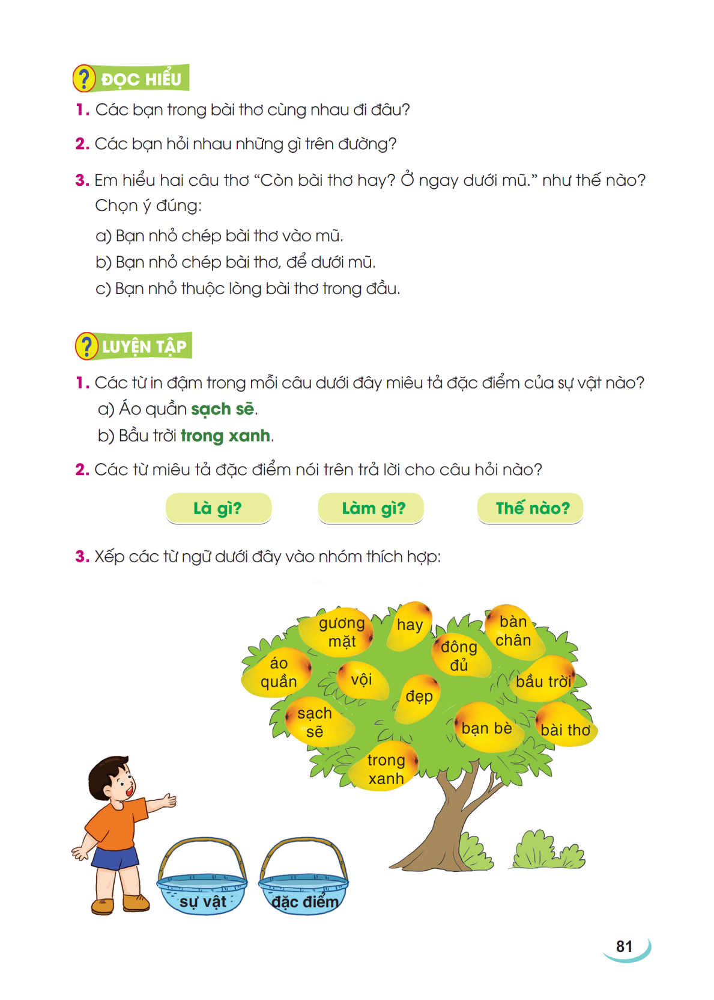 ? ĐỌC HIỂU
1. Các bạn trong bài thơ cùng nhau đi đâu?
2. Các bạn hỏi nhau những gì trên đường?
3. Em hiểu hai câu thơ “Còn bài thơ hay? Ở ngay dưới mũ.” như thế nào?
Chọn ý đúng:
a) Bạn nhỏ chép bài thơ vào mũ.
b) Bạn nhỏ chép bài thơ, để dưới mũ.
c) Bạn nhỏ thuộc lòng bài thơ trong đầu.
? LUYỆN TẬP
1. Các từ in đậm trong mỗi câu dưới đây miêu tả đặc điểm của sự vật nào?
a) Áo quần sạch sẽ.
b) Bầu trời trong xanh.
2. Các từ miêu tả đặc điểm nói trên trả lời cho câu hỏi nào?
Là gì?
Làm gì?
Thế nào?
3. Xếp các từ ngữ dưới đây vào nhóm thích hợp:
gương
mặt
hay
bàn
chân
đông
đủ
áo
quần
vội
bầu trời
đẹp
sạch
sẽ
bạn bè
bài thơ
trong
xanh
sự vật
đặc điểm
81